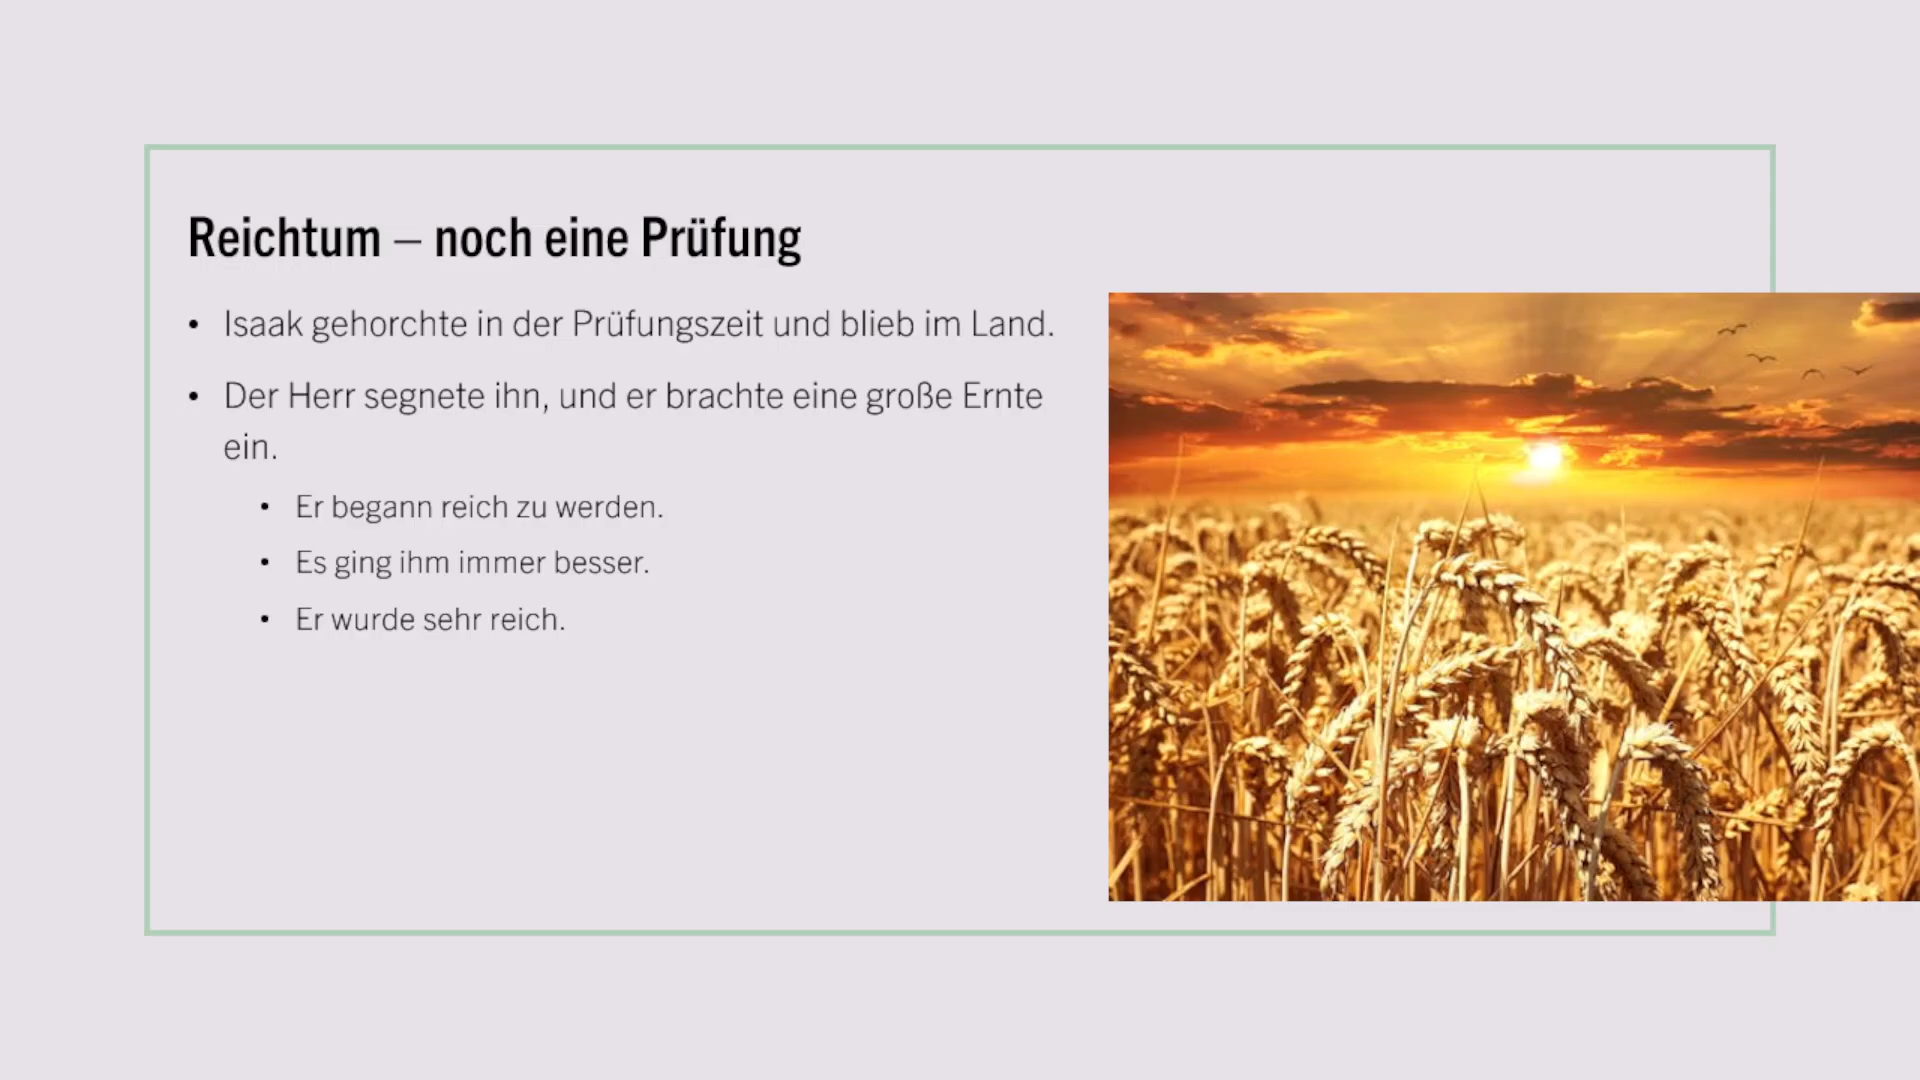 Reichtum – noch eine Prüfung
• Isaak gehorchte in der Prüfungszeit und blieb im Land.
• Der Herr segnete ihn, und er brachte eine große Ernte
ein.
• Er begann reich zu werden.
• Es ging ihm immer besser.
• Er wurde sehr reich.